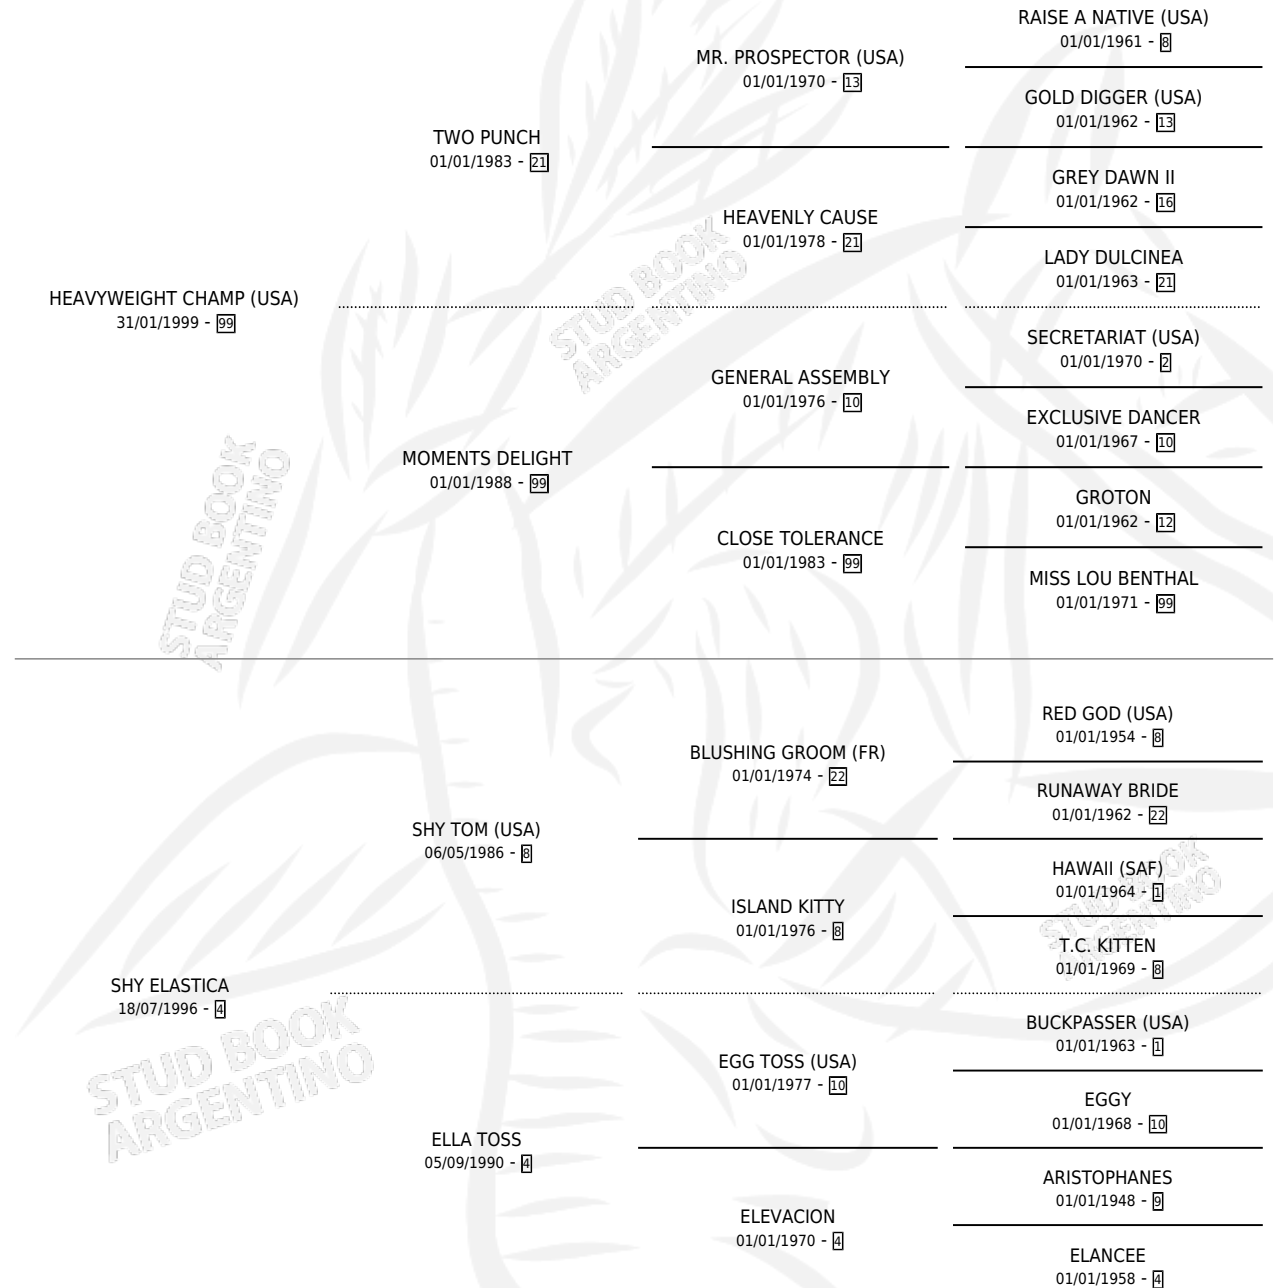 RAISE A NATIVE (USA)
01/01/1961 - 8
MR. PROSPECTOR (USA)
01/01/1970 - 13
GOLD DIGGER (USA)
01/01/1962 - 13
TWO PUNCH
01/01/1983 - 21
GREY DAWN II
01/01/1962 - 16
HEAVENLY CAUSE
01/01/1978 - 21
LADY DULCINEA
01/01/1963 - 21
HEAVYWEIGHT CHAMP (USA)
31/01/1999 - 99
STUD BOOK
ARGENTINO
SECRETARIAT (USA)
01/01/1970 - 2
GENERAL ASSEMBLY
01/01/1976 - 10
EXCLUSIVE DANCER
01/01/1967 - 10
MOMENTS DELIGHT
01/01/1988 - 99
GROTON
01/01/1962 - 12
CLOSE TOLERANCE
01/01/1983 - 99
MISS LOU BENTHAL
01/01/1971 - 99
STUD BOOK
ARGENTINO
RED GOD (USA)
01/01/1954 - 8
BLUSHING GROOM (FR)
01/01/1974 - 22
RUNAWAY BRIDE
01/01/1962 - 22
SHY TOM (USA)
06/05/1986 - 8
HAWAII (SAF)
01/01/1964 - 1
ISLAND KITTY
01/01/1976 - 8
T.C. KITTEN
01/01/1969 - 8
STUD BOOK
ARGENTINO
SHY ELASTICA
18/07/1996 - 4
BUCKPASSER (USA)
01/01/1963 - 1
EGG TOSS (USA)
01/01/1977 - 10
EGGY
01/01/1968 - 10
STUD BOOK
ARGENTINO
ELLA TOSS
05/09/1990 - 4
ARISTOPHANES
01/01/1948 - 9
ELEVACION
01/01/1970 - 4
ELANCEE
01/01/1958 - 4